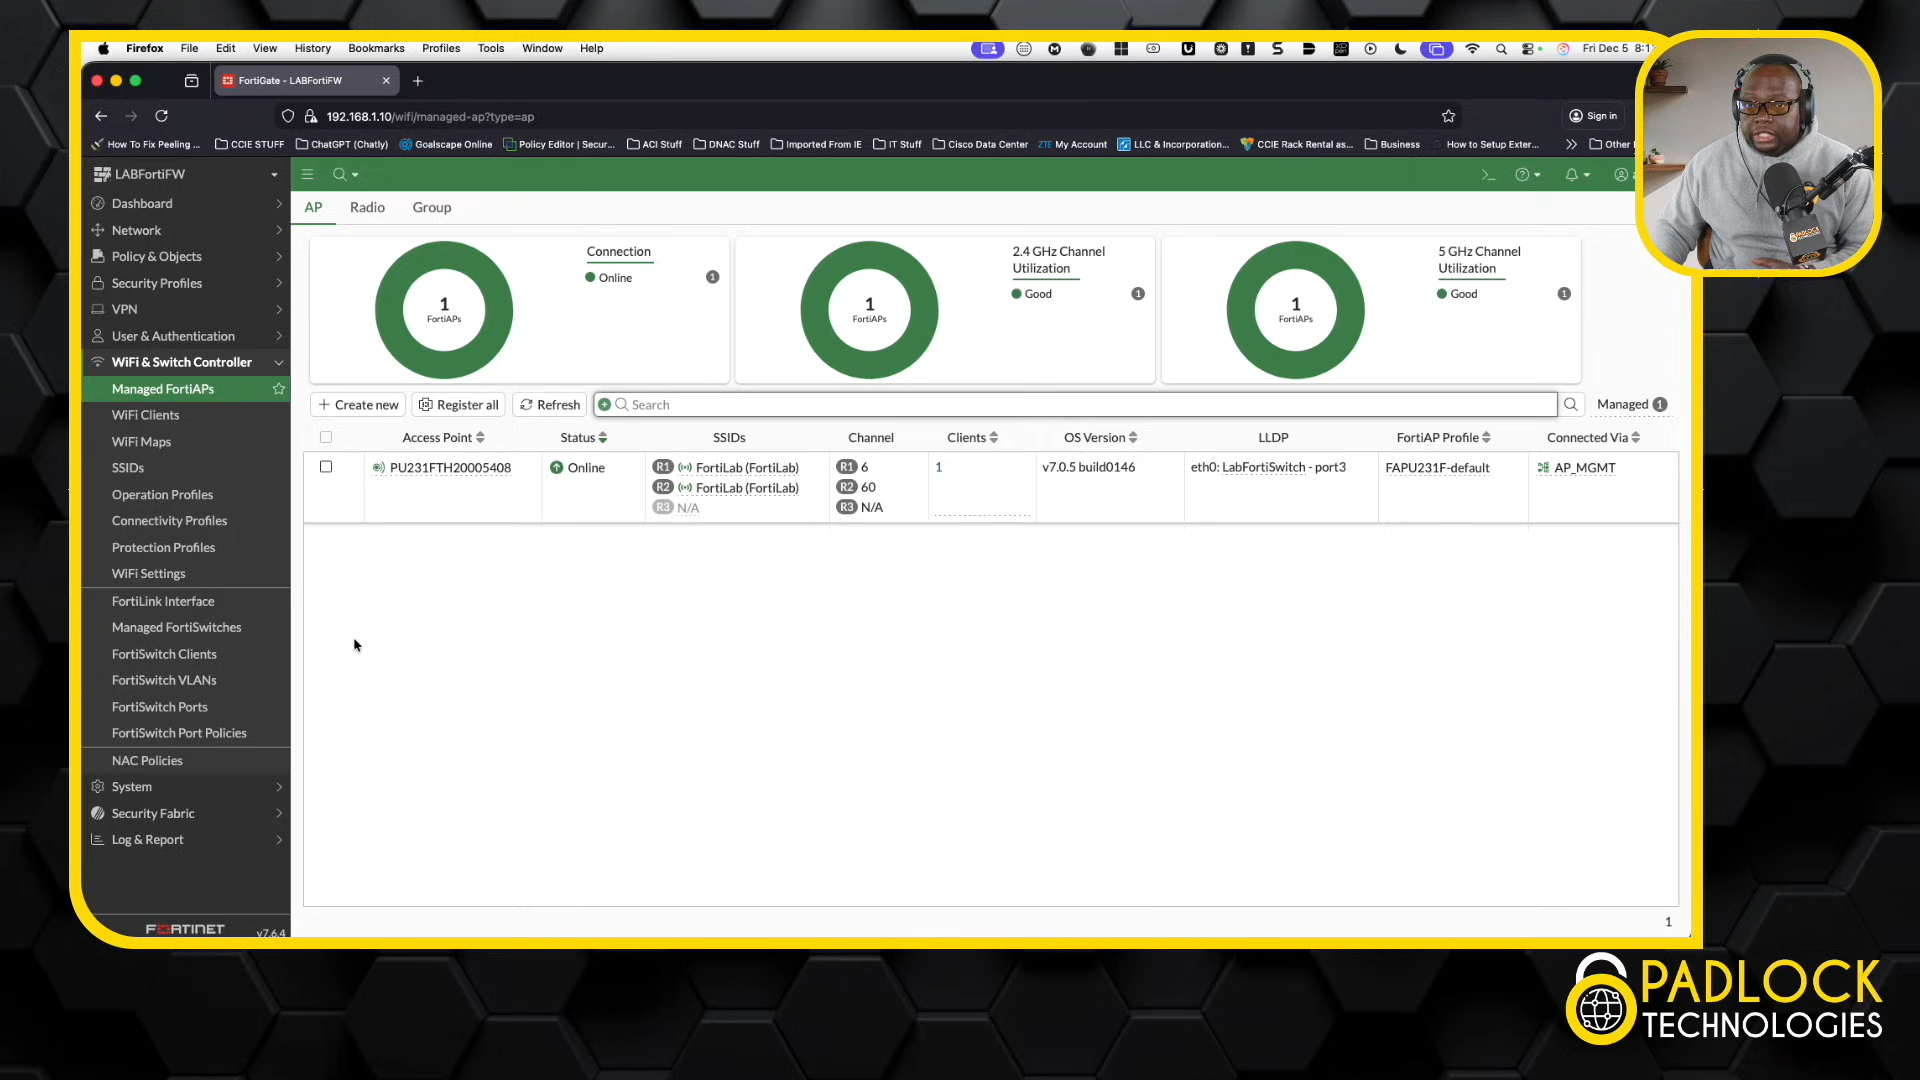 Firefox File Edit View History Bookmarks Profiles Tools Window Help Fri Dec 5
FortiGate - LABFortiFW
192.168.1.10/wifi/managed-ap?type=ap
Sign in
How To Fix Peeling ... CCIE STUFF ChatGPT (Chatly) Goalscape Online Policy Editor | Secur... ACI Stuff DNAC Stuff Imported From IE IT Stuff Cisco Data Center ZTE My Account LLC & Incorporation... CCIE Rack Rental as... Business How to Setup Exter... Other
LABFortiFW
Dashboard
Network
Policy & Objects
Security Profiles
VPN
User & Authentication
WiFi & Switch Controller
Managed FortiAPs
WiFi Clients
WiFi Maps
SSIDs
Operation Profiles
Connectivity Profiles
Protection Profiles
WiFi Settings
FortiLink Interface
Managed FortiSwitches
FortiSwitch Clients
FortiSwitch VLANs
FortiSwitch Ports
FortiSwitch Port Policies
NAC Policies
System
Security Fabric
Log & Report
FORTINET v7.6.4
AP Radio Group
1
FortiAPs
Connection
Online 1
1
FortiAPs
2.4 GHz Channel
Utilization
Good 1
1
FortiAPs
5 GHz Channel
Utilization
Good 1
Create new Register all Refresh Search Managed 1
Access Point Status SSIDs Channel Clients OS Version LLDP FortiAP Profile Connected Via
PU231FTH20005408 Online R1 FortiLab (FortiLab) R1 6 1 v7.0.5 build0146 eth0: LabFortiSwitch - port3 FAPU231F-default AP_MGMT
R2 FortiLab (FortiLab) R2 60
R3 N/A R3 N/A
1
PADLOCK
TECHNOLOGIES